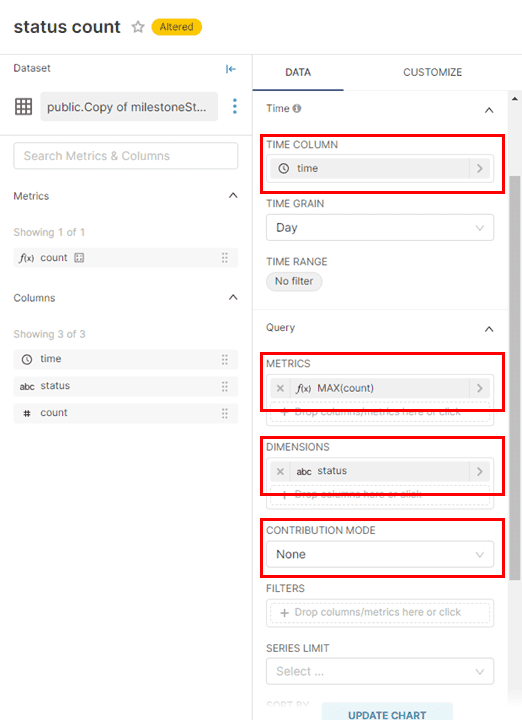 status count Altered
Dataset
public.Copy of milestoneSt...
Search Metrics & Columns
Metrics
Showing 1 of 1
f(x) count
Columns
Showing 3 of 3
time
abc status
# count
DATA CUSTOMIZE
Time
TIME COLUMN
time
TIME GRAIN
Day
TIME RANGE
No filter
Query
METRICS
f(x) MAX(count)
Drop columns/metrics here or click
DIMENSIONS
abc status
Drop columns here or click
CONTRIBUTION MODE
None
FILTERS
Drop columns/metrics here or click
SERIES LIMIT
Select ...
SORT BY
UPDATE CHART